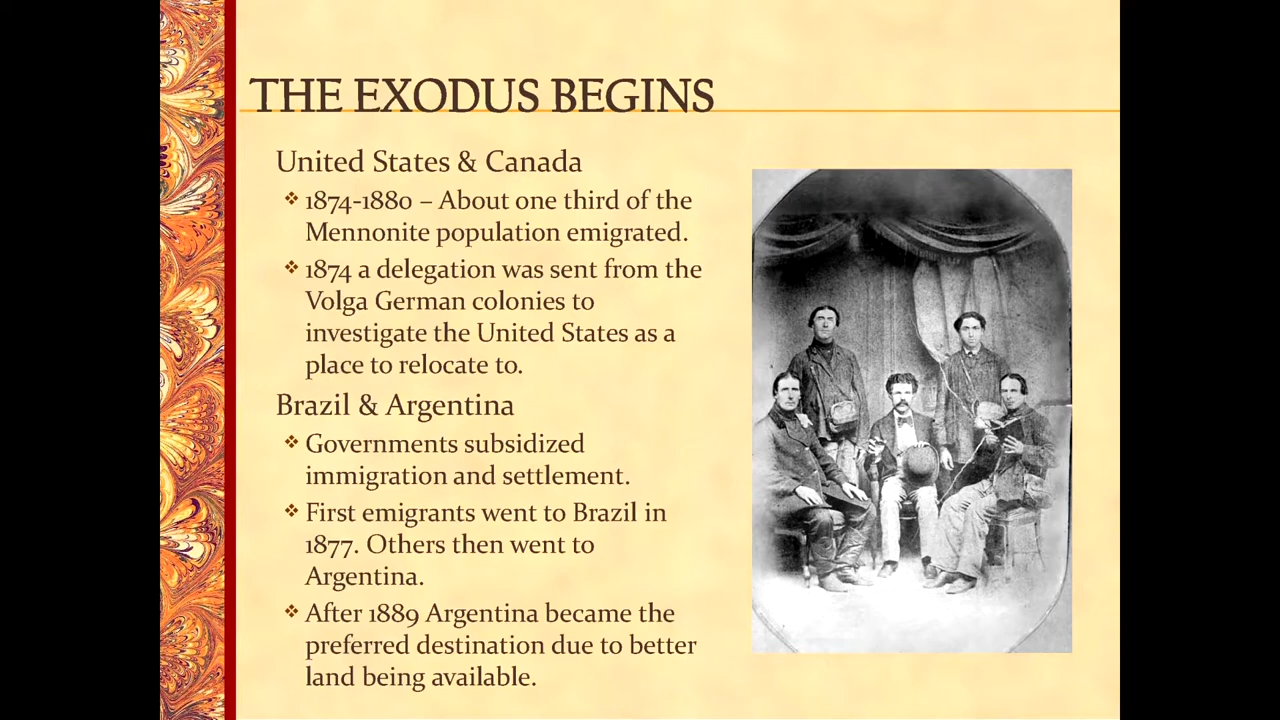 THE EXODUS BEGINS
United States & Canada
❖ 1874-1880 – About one third of the
Mennonite population emigrated.
❖ 1874 a delegation was sent from the
Volga German colonies to
investigate the United States as a
place to relocate to.
Brazil & Argentina
❖ Governments subsidized
immigration and settlement.
❖ First emigrants went to Brazil in
1877. Others then went to
Argentina.
❖ After 1889 Argentina became the
preferred destination due to better
land being available.